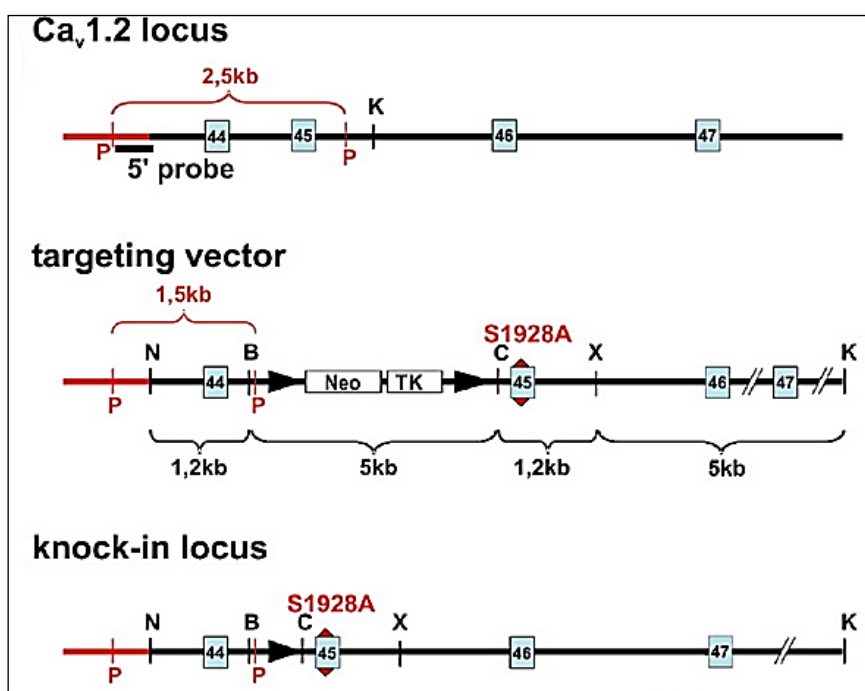 Cav1.2 locus
2,5kb
K
44 45 46 47
P P
5' probe
targeting vector
1,5kb
S1928A
N B C X K
44 Neo TK 45 46 47
P P
1,2kb 5kb 1,2kb 5kb
knock-in locus
S1928A
N B C X K
44 45 46 47
P P